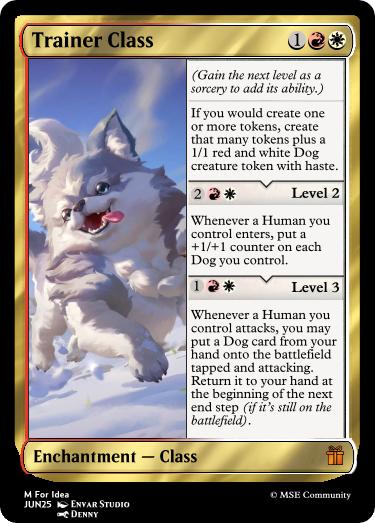 Trainer Class 1
(Gain the next level as a
sorcery to add its ability.)
If you would create one
or more tokens, create
that many tokens plus a
1/1 red and white Dog
creature token with haste.
2 Level 2
Whenever a Human you
control enters, put a
+1/+1 counter on each
Dog you control.
1 Level 3
Whenever a Human you
control attacks, you may
put a Dog card from your
hand onto the battlefield
tapped and attacking.
Return it to your hand at
the beginning of the next
end step (if it's still on the
battlefield).
Enchantment — Class
M For Idea
JUN25 Envar Studio © MSE Community
Denny